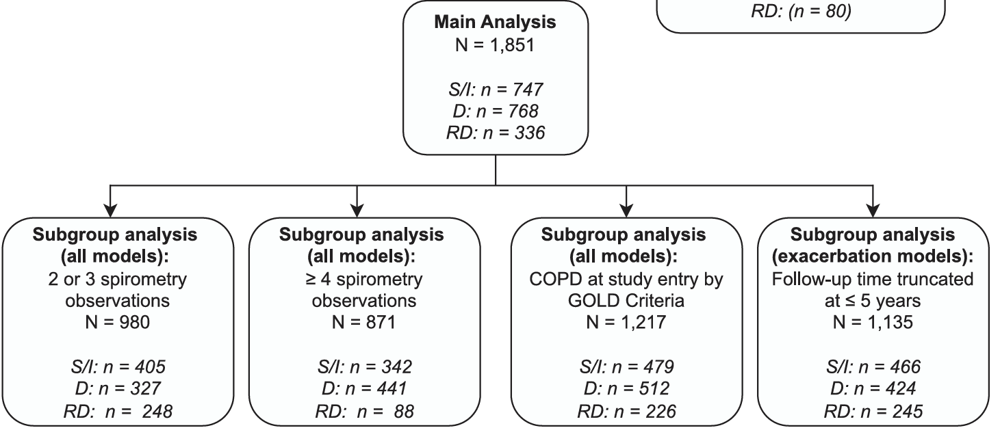 RD: (n = 80)
Main Analysis
N = 1,851
S/I: n = 747
D: n = 768
RD: n = 336
Subgroup analysis
(all models):
2 or 3 spirometry
observations
N = 980
S/I: n = 405
D: n = 327
RD: n = 248
Subgroup analysis
(all models):
≥ 4 spirometry
observations
N = 871
S/I: n = 342
D: n = 441
RD: n = 88
Subgroup analysis
(all models):
COPD at study entry by
GOLD Criteria
N = 1,217
S/I: n = 479
D: n = 512
RD: n = 226
Subgroup analysis
(exacerbation models):
Follow-up time truncated
at ≤ 5 years
N = 1,135
S/I: n = 466
D: n = 424
RD: n = 245